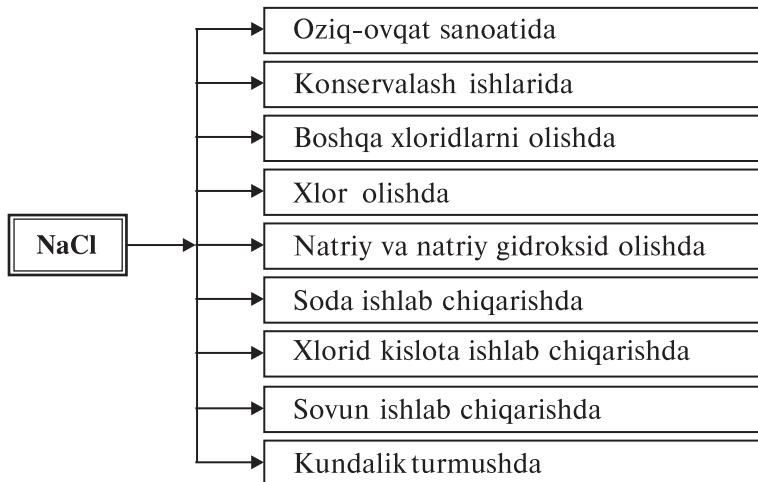 Oziq-ovqat sanoatida
Konservalash ishlarida
Boshqa xloridlarni olishda
Xlor olishda
NaCl
Natriy va natriy gidroksid olishda
Soda ishlab chiqarishda
Xlorid kislota ishlab chiqarishda
Sovun ishlab chiqarishda
Kundalik turmushda